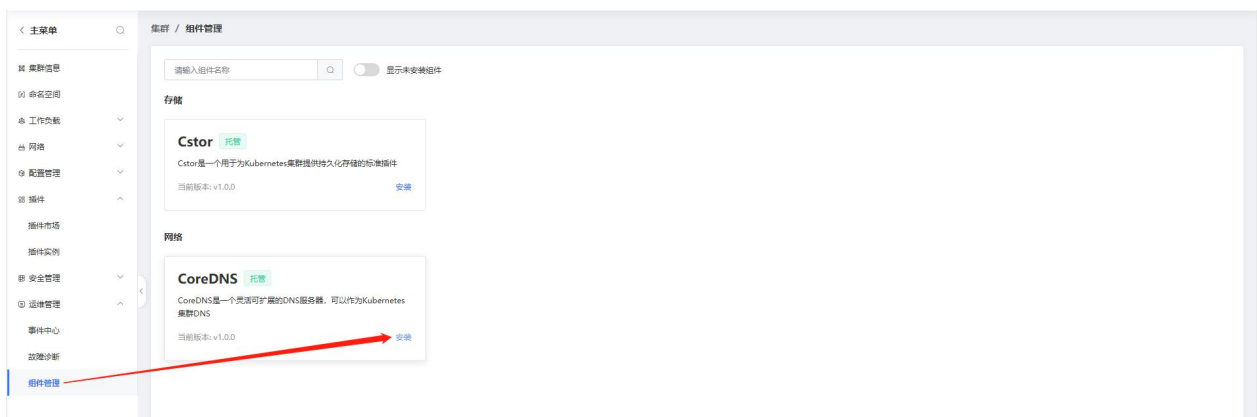 主菜单
集群 / 组件管理
集群信息
命名空间
工作负载
网络
配置管理
插件
插件市场
插件实例
安全管理
运维管理
事件中心
故障诊断
组件管理
请输入组件名称
显示未安装组件
存储
Cstor 托管
Cstor是一个用于为Kubernetes集群提供持久化存储的标准插件
当前版本: v1.0.0 安装
网络
CoreDNS 托管
CoreDNS是一个灵活可扩展的DNS服务器，可以作为Kubernetes
集群DNS
当前版本: v1.0.0 安装